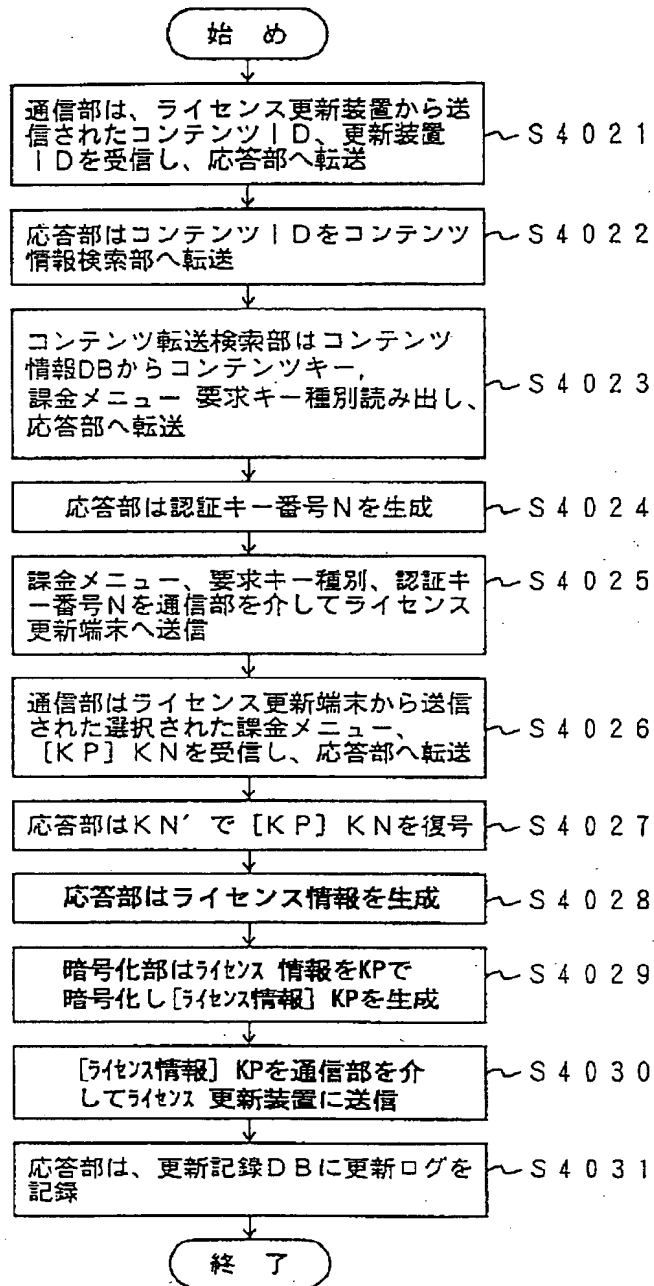 始め
通信部は、ライセンス更新装置から送
信されたコンテンツID、更新装置
IDを受信し、応答部へ転送
S4021
応答部はコンテンツIDをコンテンツ
情報検索部へ転送
S4022
コンテンツ転送検索部はコンテンツ
情報DBからコンテンツキー,
課金メニュー 要求キー種別読み出し、
応答部へ転送
S4023
応答部は認証キー番号Nを生成
S4024
課金メニュー、要求キー種別、認証キ
ー番号Nを通信部を介してライセンス
更新端末へ送信
S4025
通信部はライセンス更新端末から送信
された選択された課金メニュー、
[KP] KNを受信し、応答部へ転送
S4026
応答部はKN′で[KP] KNを復号
S4027
応答部はライセンス情報を生成
S4028
暗号化部はライセンス 情報をKPで
暗号化し[ライセンス情報] KPを生成
S4029
[ライセンス情報] KPを通信部を介
してライセンス 更新装置に送信
S4030
応答部は、更新記録DBに更新ログを
記録
S4031
終了